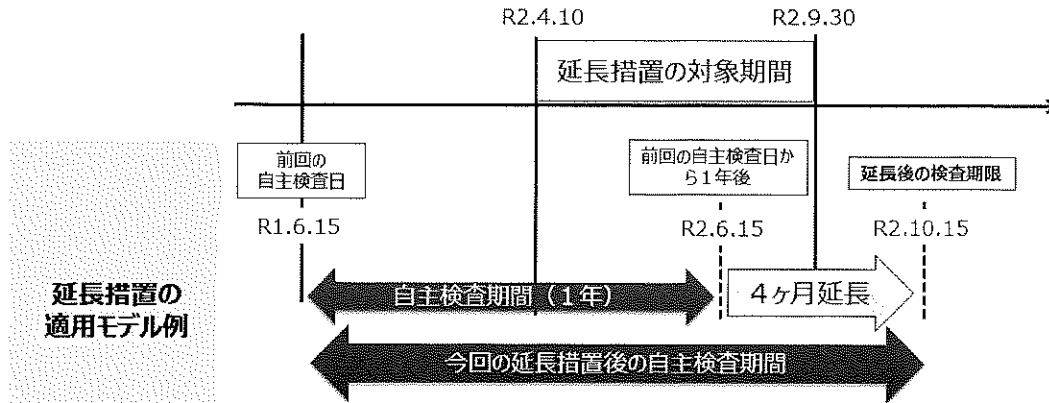 R2.4.10
R2.9.30
延長措置の対象期間
前回の
自主検査日
前回の自主検査日か
ら1年後
延長後の検査期限
R1.6.15
R2.6.15
R2.10.15
延長措置の
適用モデル例
自主検査期間（1年）
4ヶ月延長
今回の延長措置後の自主検査期間